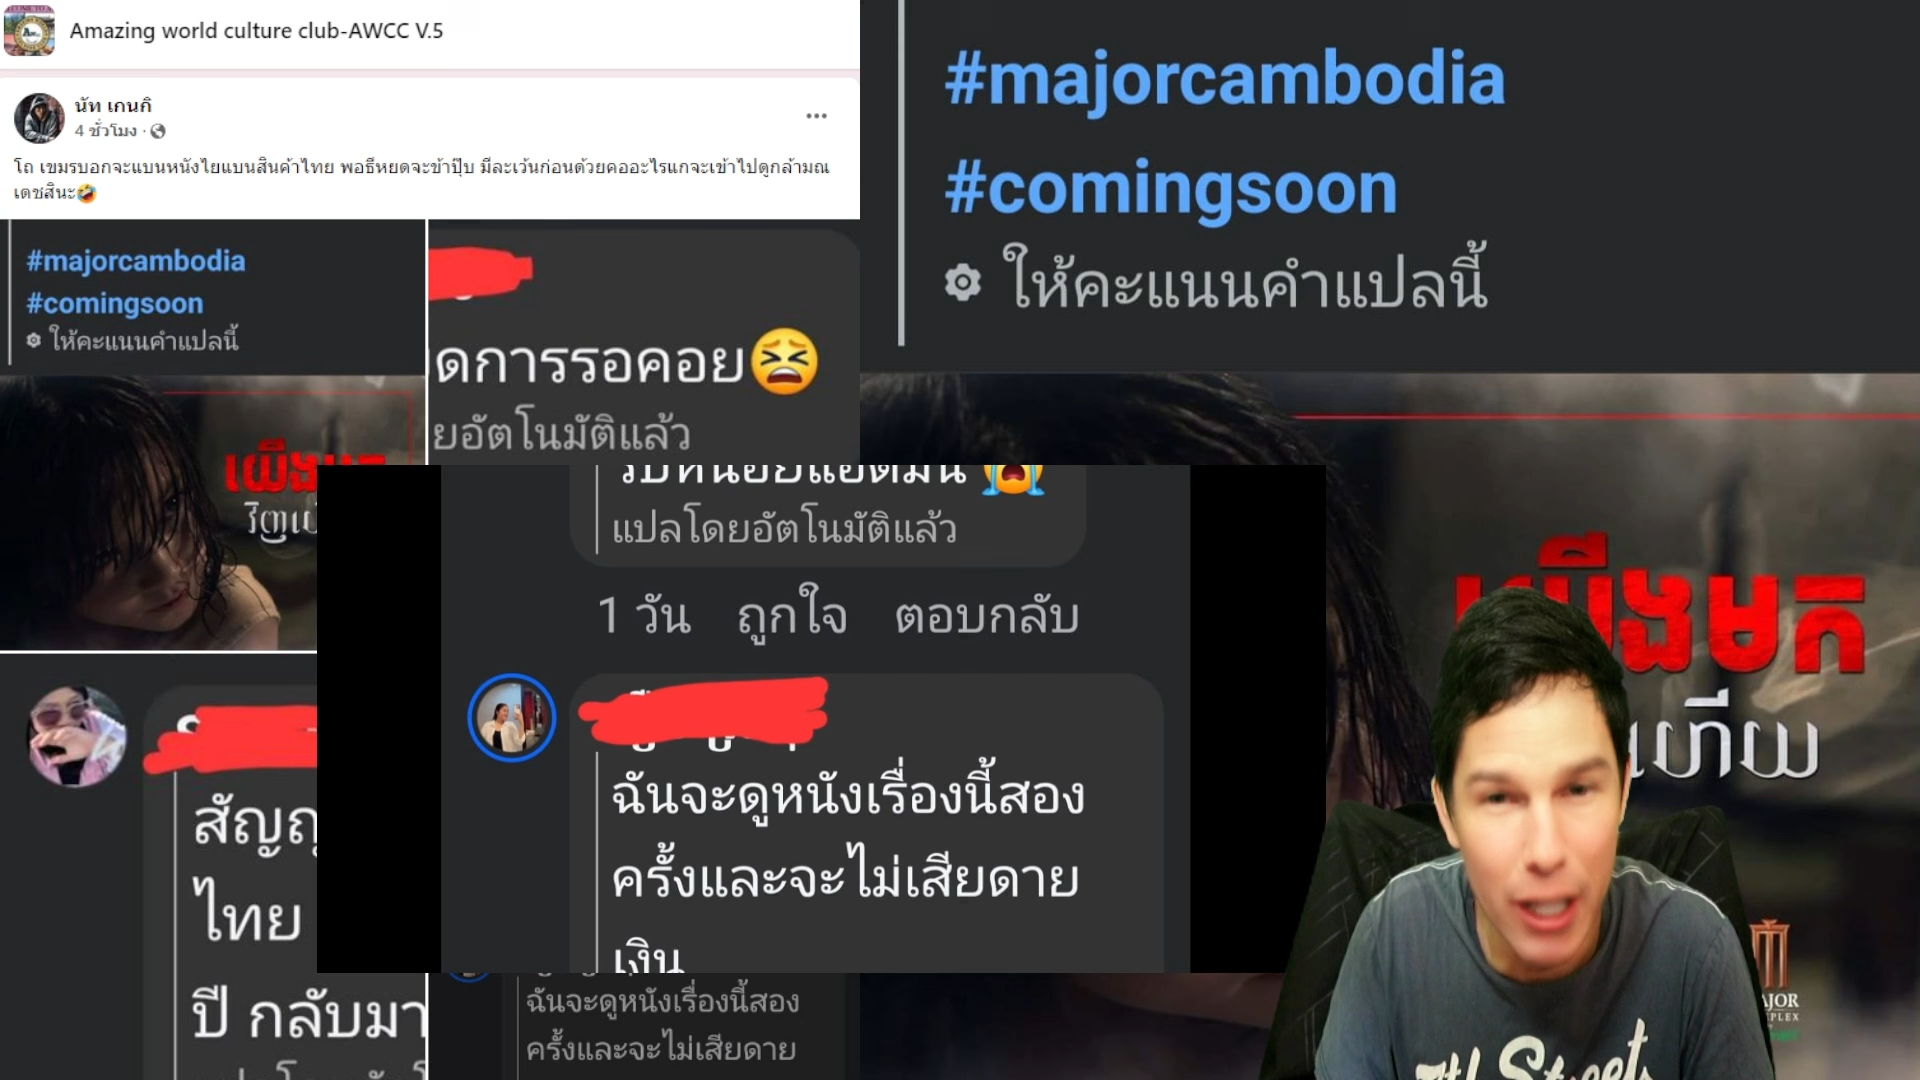 Amazing world culture club-AWCC V.5
นัท เกนกิ
4 ชั่วโมง
โถ เขมรบอกจะแบนหนังไยแบนสินค้าไทย พอธี่หยดจะข้าปุ๊บ มีละเว้นก่อนด้วยคออะไรแกจะเข้าไปดูกล้ามณ
เดชสินะ🤣
#majorcambodia
#comingsoon
ให้คะแนนคำแปลนี้
យើងមក
ดการรอคอย😫
ยอัตโนมัติแล้ว
#majorcambodia
#comingsoon
ให้คะแนนคำแปลนี้
แปลโดยอัตโนมัติแล้ว
1 วัน ถูกใจ ตอบกลับ
ฉันจะดูหนังเรื่องนี้สอง
ครั้งและจะไม่เสียดาย
เงิน
ไทย
ปี กลับมา
ฉันจะดูหนังเรื่องนี้สอง
ครั้งและจะไม่เสียดาย
យើងមក
ហើយ
Street